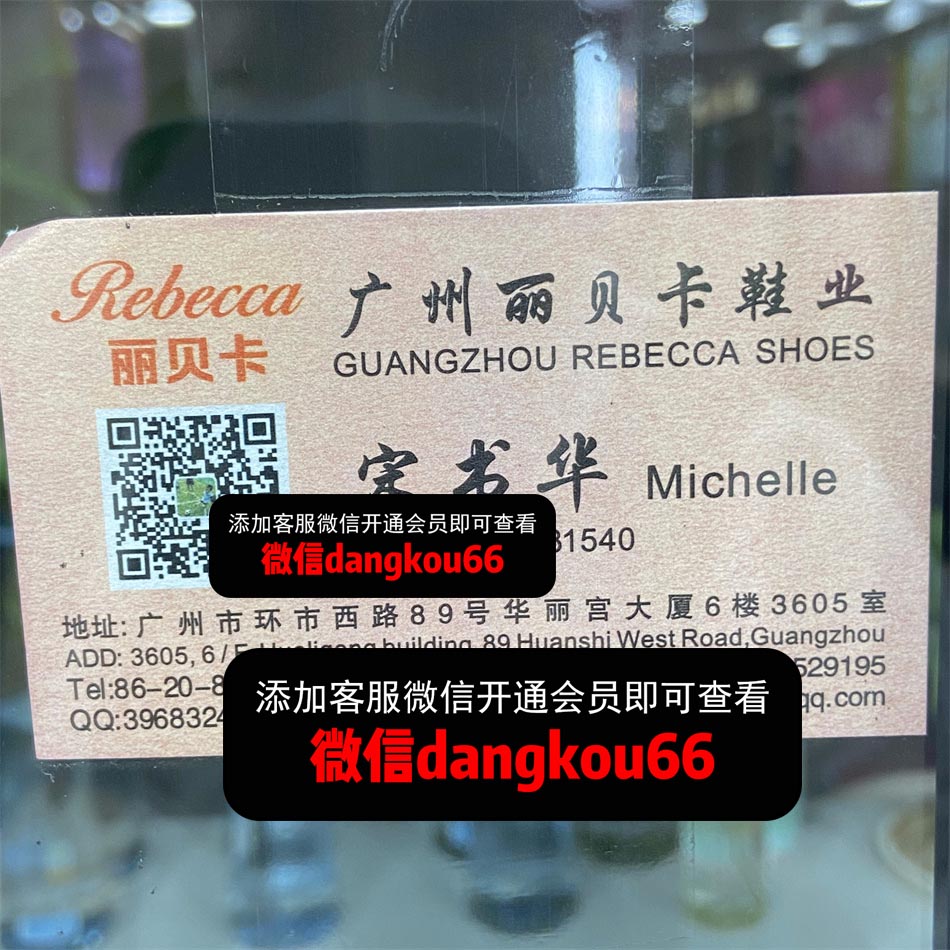 Rebecca
丽贝卡
广州丽贝卡鞋业
GUANGZHOU REBECCA SHOES
宋书华 Michelle
添加客服微信开通会员即可查看
微信dangkou66
31540
地址: 广州市环市西路89号华丽宫大厦6楼3605室
ADD: 3605, 6/F, building, 89 Huanshi West Road, Guangzhou
Tel:86-20-8
529195
QQ:3968324
qq.com
添加客服微信开通会员即可查看
微信dangkou66